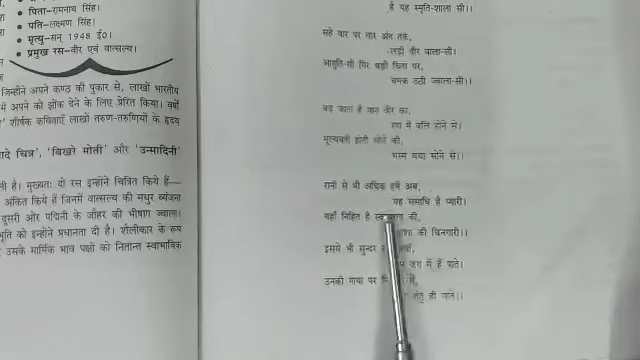 • पिता-रामनाथ सिंह।
• पति-लक्ष्मण सिंह।
• मृत्यु-सन् 1948 ई०।
• प्रमुख रस-वीर एवं वात्सल्य।
जिन्होंने अपने कण्ठ की पुकार से, लाखों भारतीय
में अपने को झोंक देने के लिए प्रेरित किया। वर्षों
शीर्षक कविताएँ लाखों तरुण-तरुणियों के हृदय
चित्र', 'बिखरे मोती' और 'उन्मादिनी'
है। मुख्यतः दो रस इन्होंने चित्रित किये हैं—
अंकित किये हैं जिनमें वात्सल्य की मधुर व्यंजना
दूसरी ओर पद्मिनी के जौहर की भीषण ज्वाला।
को इन्होंने प्रधानता दी है। शैलीकार के रूप
उसके मार्मिक भाव पक्षों को नितान्त स्वाभाविक
है यह स्मृति-शाला सी।।
सहे वार पर वार अंत तक,
लड़ी वीर बाला-सी।
आहुति-सी गिर चढ़ी चिता पर,
चमक उठी ज्वाला-सी।।
बढ़ जाता है मान वीर का,
रण में बलि होने से।
मूल्यवती होती सोने की,
भस्म यथा सोने से।।
रानी से भी अधिक हमें अब,
यह समाधि है प्यारी।
यहाँ निहित है की,
की चिनगारी।।
इससे भी सुन्दर
जग में हैं पाते।
उनकी गाथा पर
ही गाते।।